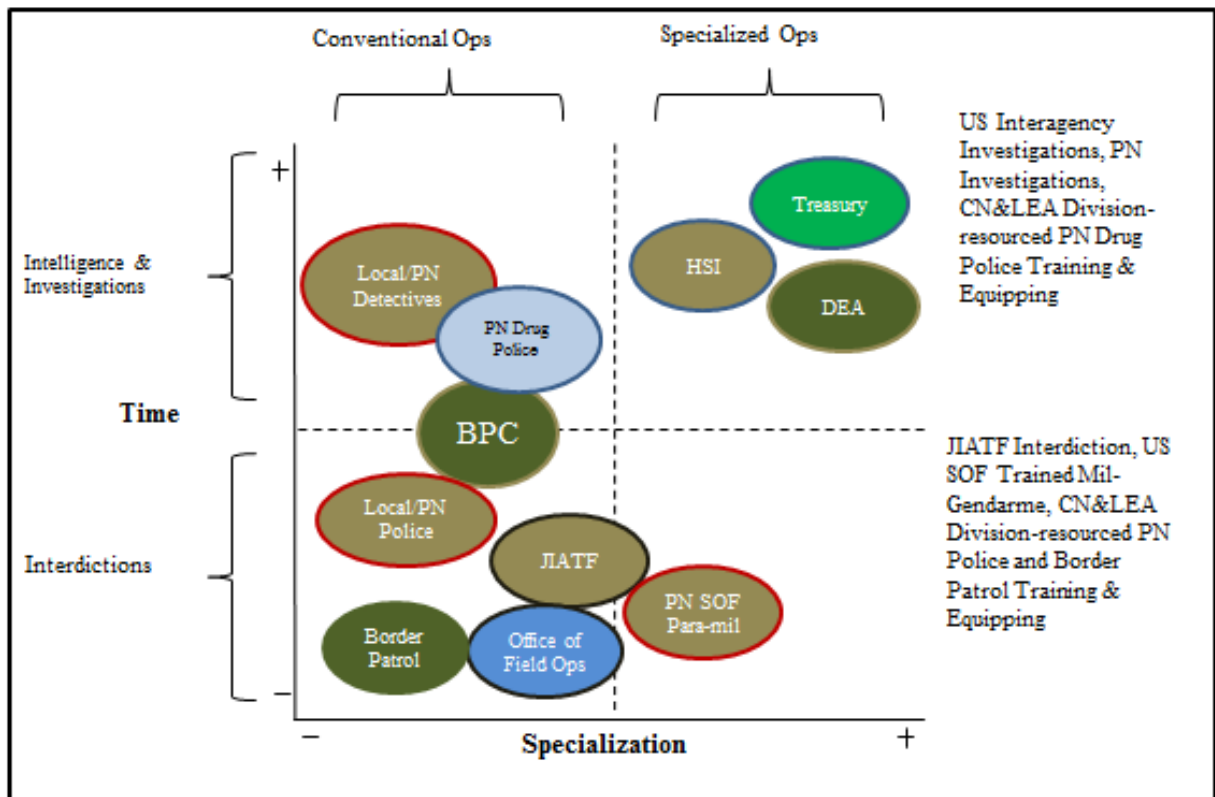 Conventional Ops
Specialized Ops
US Interagency
Investigations, PN
Investigations,
CN&LEA Division-
resourced PN Drug
Police Training &
Equipping
+
Treasury
Intelligence &
Investigations
Local/PN
Detectives
HSI
DEA
PN Drug
Police
Time
BPC
JIATF Interdiction, US
SOF Trained Mil-
Gendarme, CN&LEA
Division-resourced PN
Police and Border
Patrol Training &
Equipping
Local/PN
Police
Interdictions
JIATF
PN SOF
Para-mil
Border
Patrol
Office of
Field Ops
–
–
Specialization
+